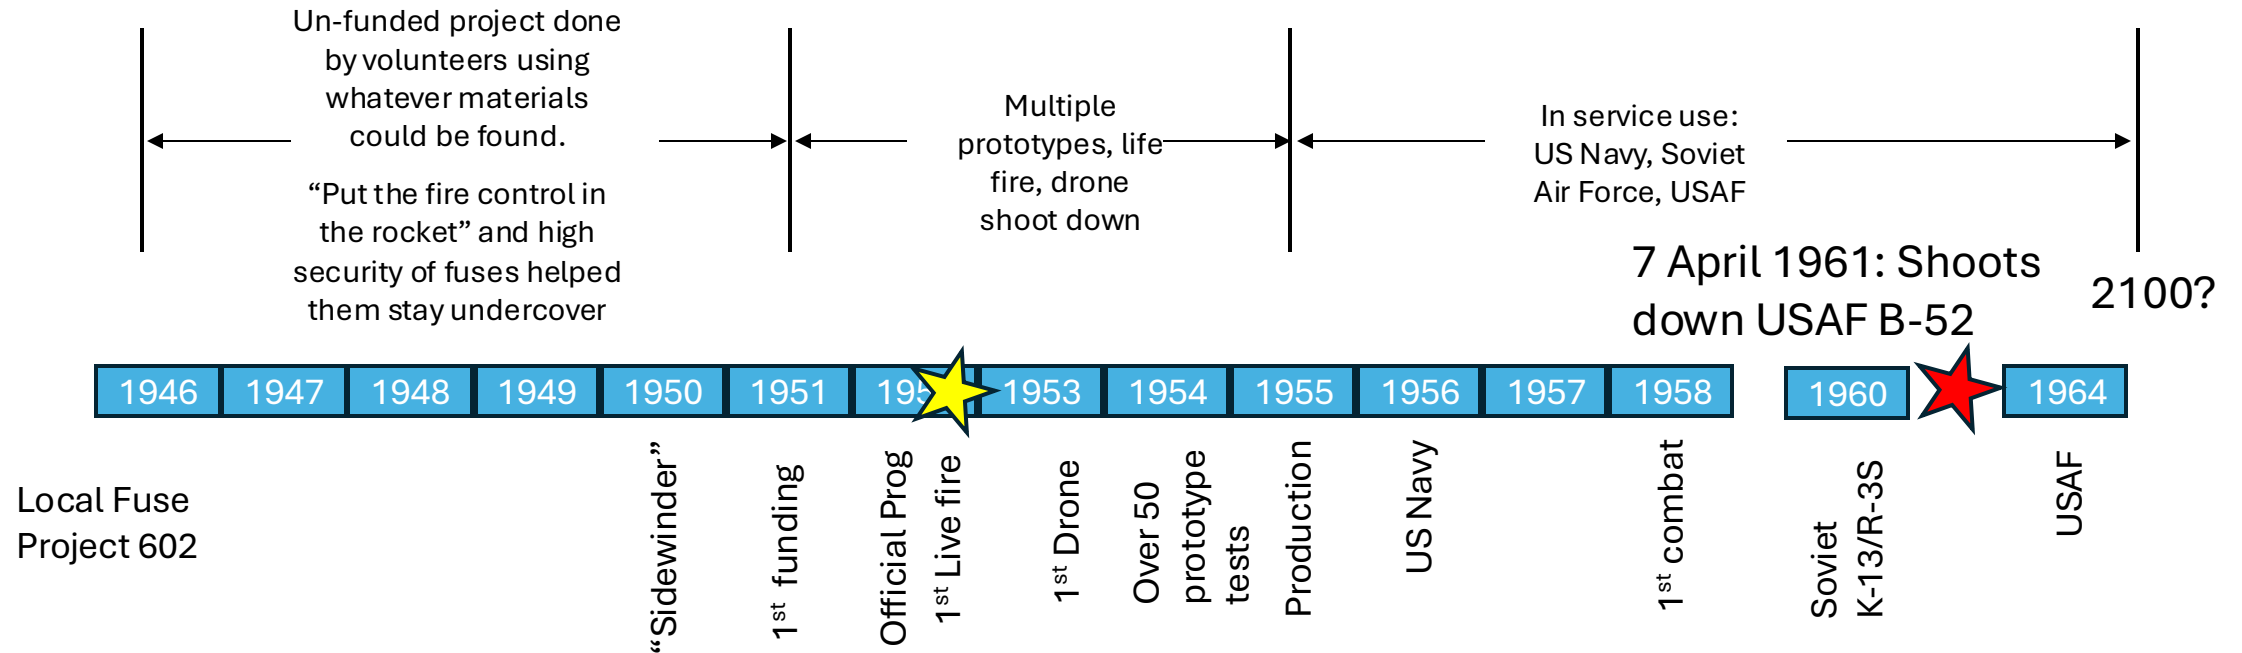 Un-funded project done
by volunteers using
whatever materials
could be found.
“Put the fire control in
the rocket” and high
security of fuses helped
them stay undercover
Multiple
prototypes, life
fire, drone
shoot down
In service use:
US Navy, Soviet
Air Force, USAF
7 April 1961: Shoots
down USAF B-52
2100?
1946
1947
1948
1949
1950
1951
195
1953
1954
1955
1956
1957
1958
1960
1964
Local Fuse
Project 602
“Sidewinder”
1st funding
Official Prog
1st Live fire
1st Drone
Over 50
prototype
tests
Production
US Navy
1st combat
Soviet
K-13/R-3S
USAF